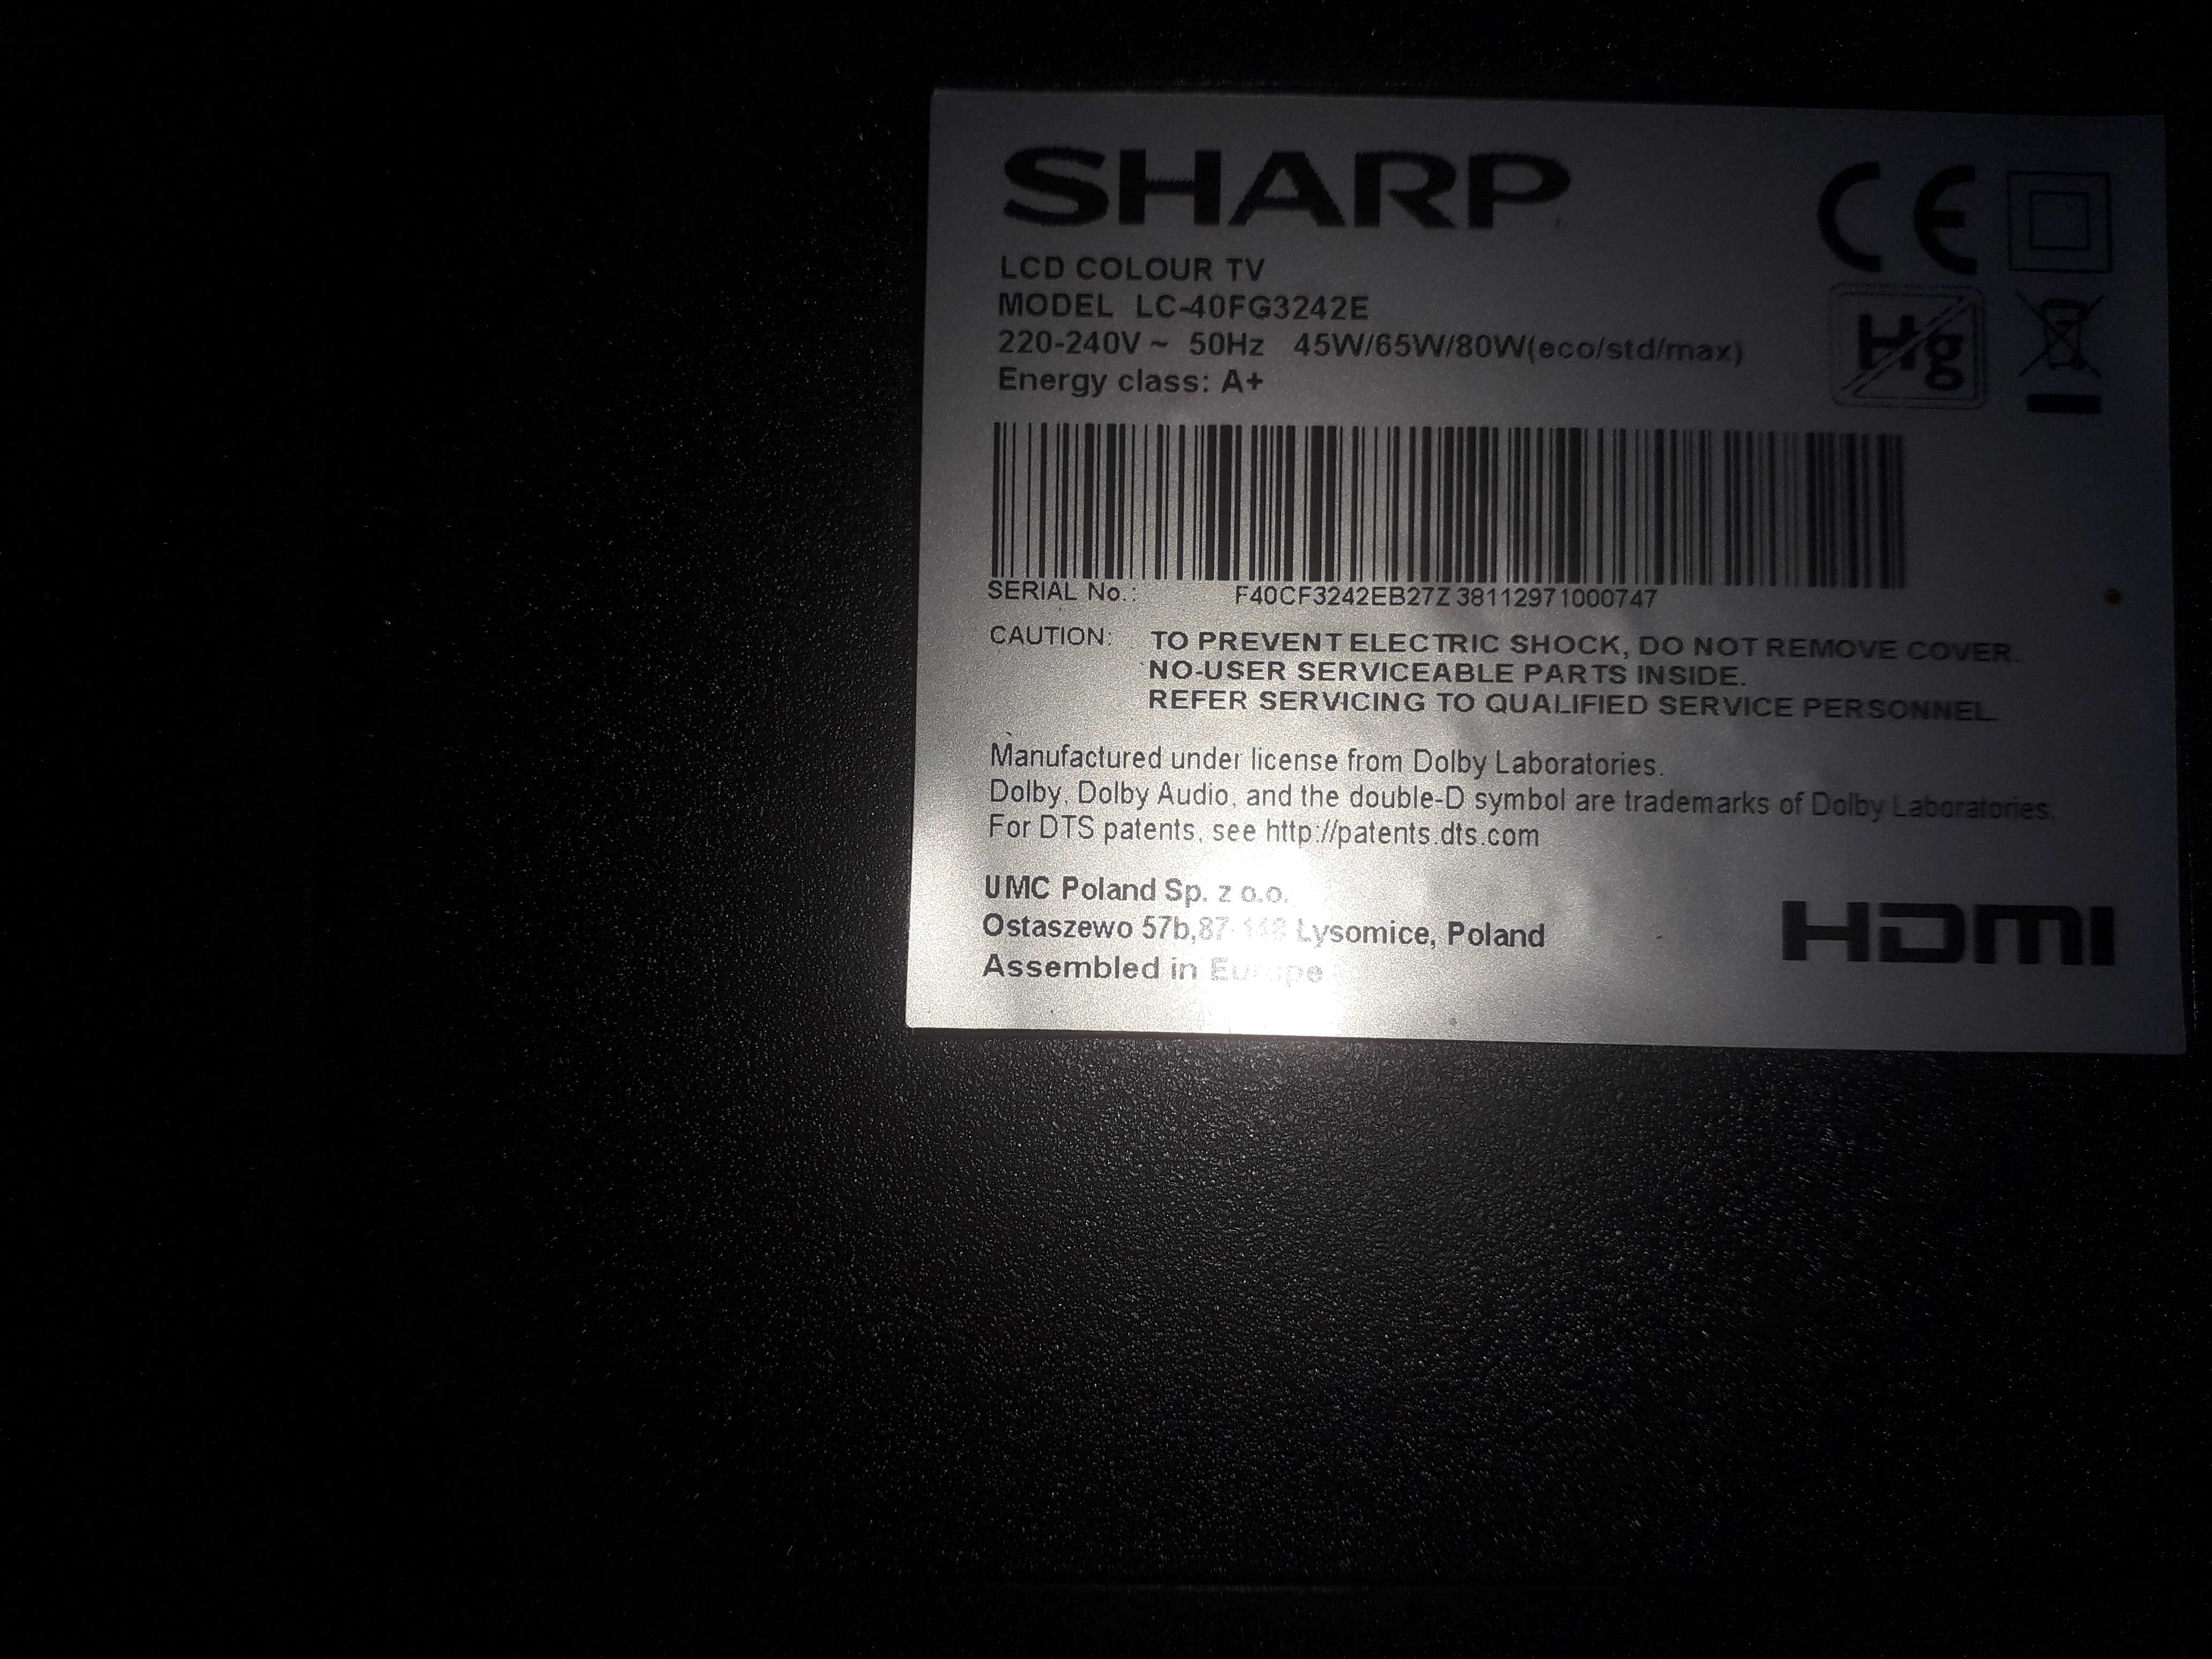 SHARP
LCD COLOUR TV
MODEL LC-40FG3242E
220-240V ~ 50Hz 45W/65W/80W(eco/std/max)
Energy class: A+
CE
Hg
SERIAL No.: F40CF3242EB27Z38112971000747
CAUTION: TO PREVENT ELECTRIC SHOCK, DO NOT REMOVE COVER.
NO-USER SERVICEABLE PARTS INSIDE.
REFER SERVICING TO QUALIFIED SERVICE PERSONNEL.
Manufactured under license from Dolby Laboratories.
Dolby, Dolby Audio, and the double-D symbol are trademarks of Dolby Laboratories.
For DTS patents, see http://patents.dts.com
UMC Poland Sp. z o.o.
Ostaszewo 57b, Lysomice, Poland
Assembled in Europe
HDMI